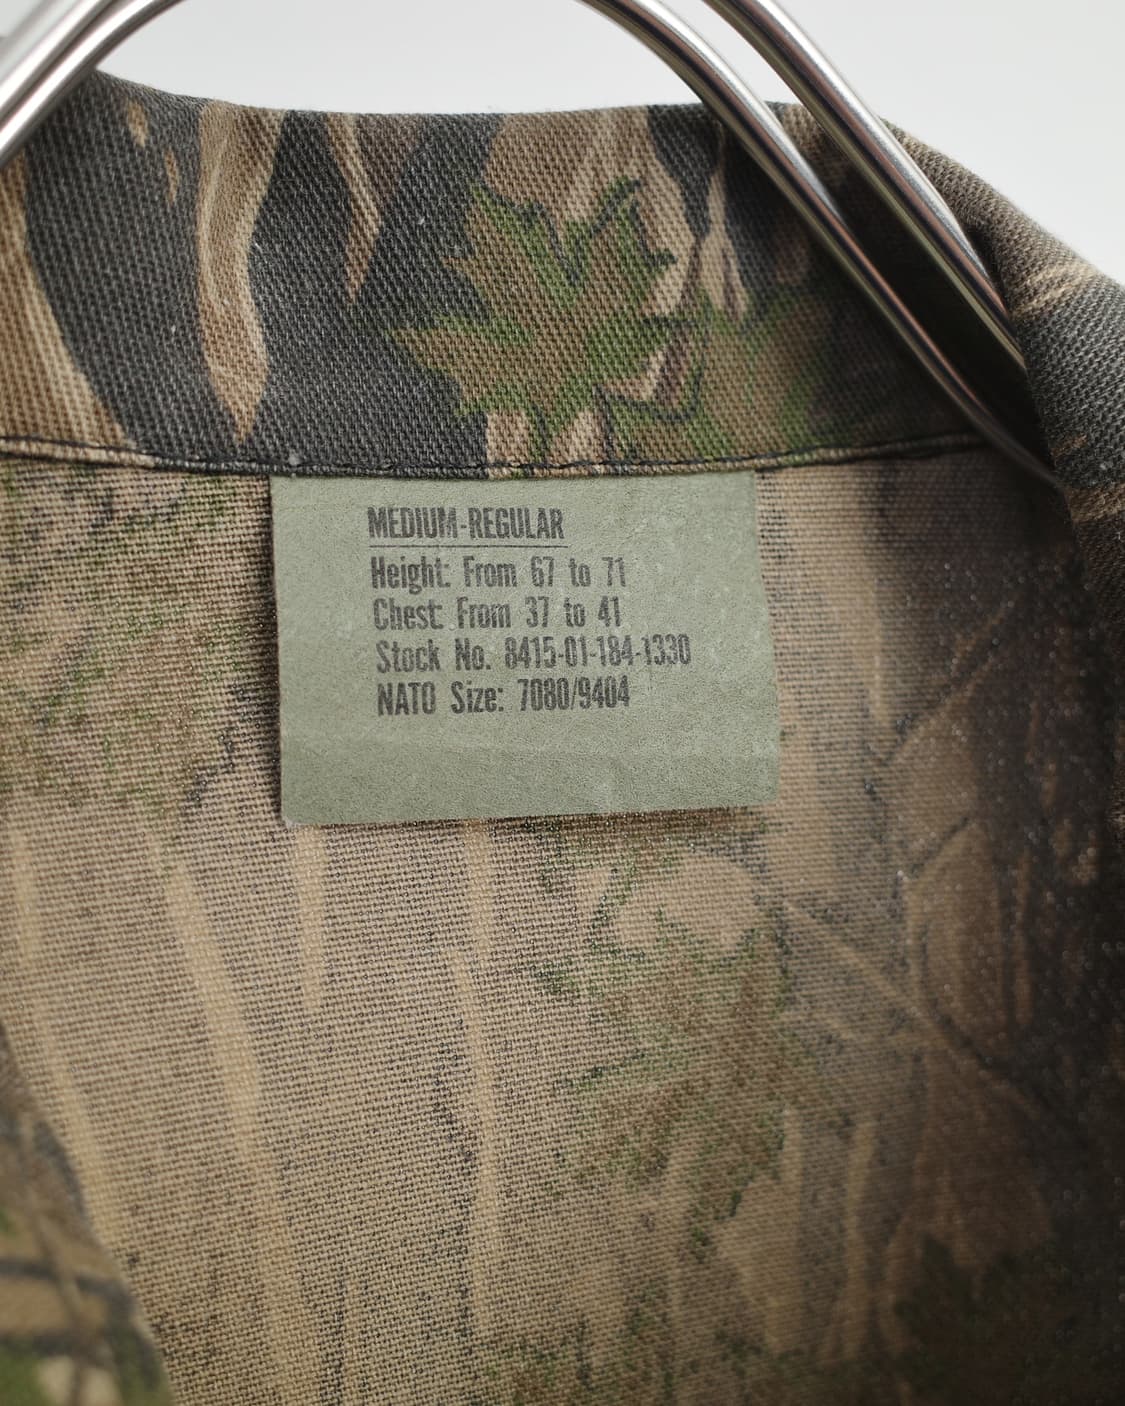 MEDIUM-REGULAR
Height: From 67 to 71
Chest: From 37 to 41
Stock No. 8415-01-184-1330
NATO Size: 7080/9404